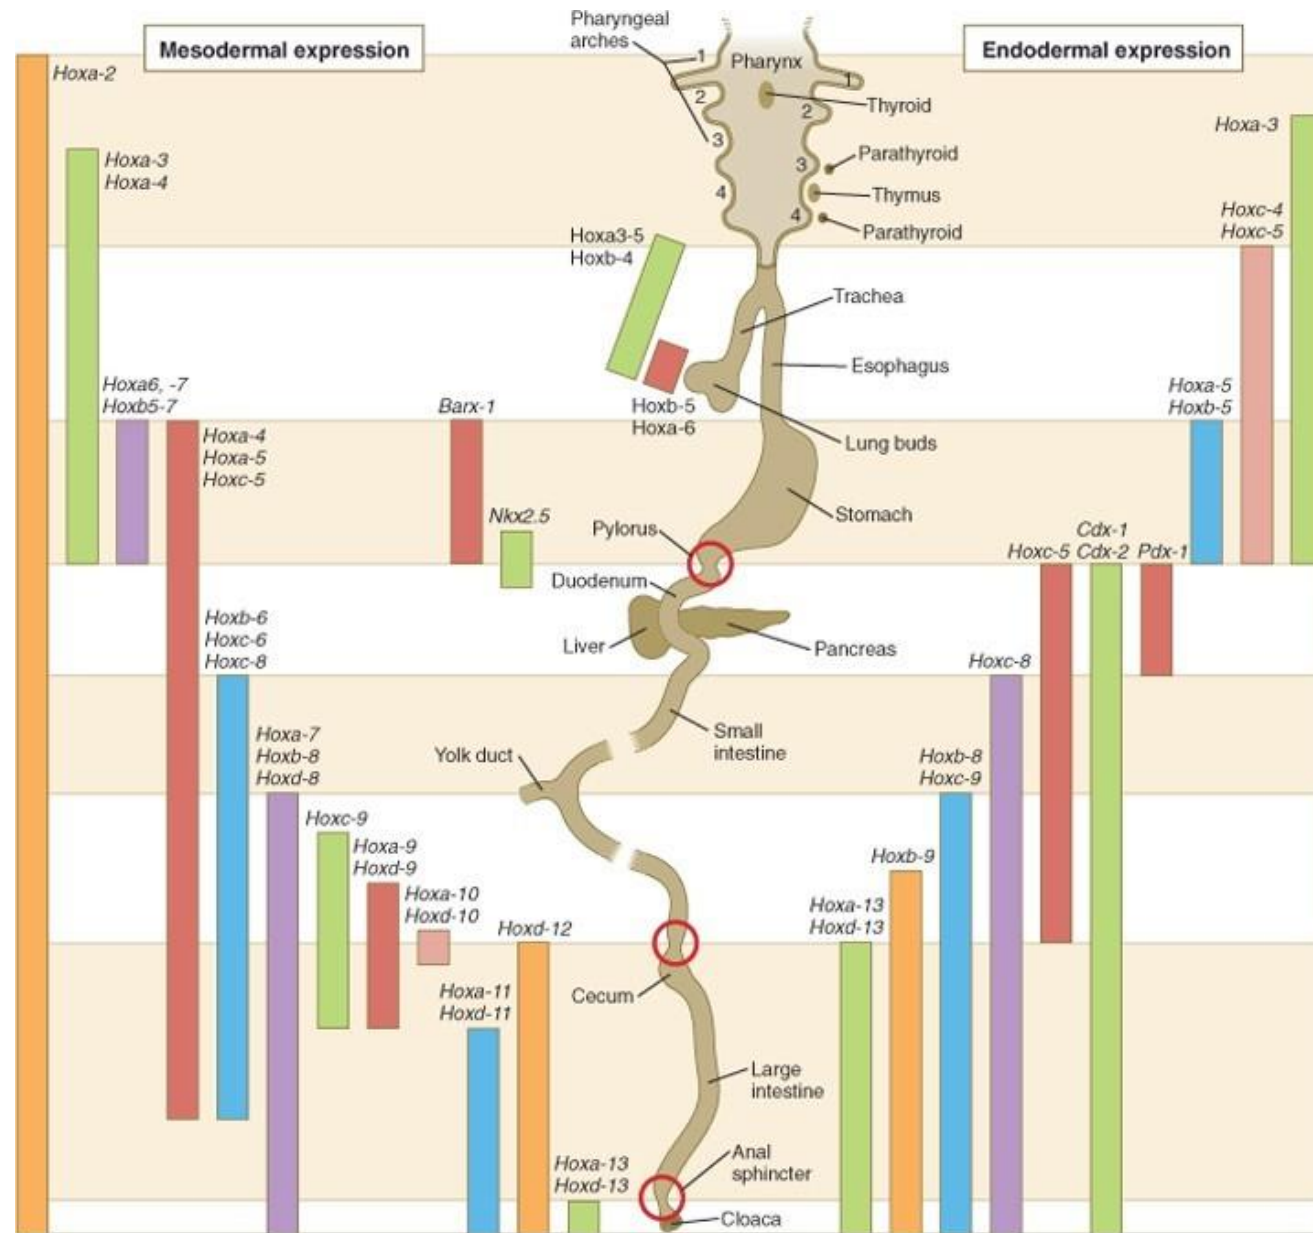 Mesodermal expression
Pharyngeal
arches
Endodermal expression
Hoxa-2
1
Pharynx
1
2
2
Thyroid
Hoxa-3
3
Hoxa-3
Hoxa-4
3
Parathyroid
4
Thymus
4
Parathyroid
Hoxc-4
Hoxc-5
Hoxa3-5
Hoxb-4
Trachea
Esophagus
Hoxa6, -7
Hoxb5-7
Barx-1
Hoxb-5
Hoxa-6
Hoxa-5
Hoxb-5
Hoxa-4
Hoxa-5
Hoxc-5
Lung buds
Nkx2.5
Stomach
Pylorus
Cdx-1
Cdx-2
Hoxc-5
Pdx-1
Duodenum
Hoxb-6
Hoxc-6
Hoxc-8
Liver
Pancreas
Hoxc-8
Hoxa-7
Hoxb-8
Hoxd-8
Yolk duct
Small
intestine
Hoxb-8
Hoxc-9
Hoxc-9
Hoxa-9
Hoxd-9
Hoxb-9
Hoxa-10
Hoxd-10
Hoxd-12
Hoxa-13
Hoxd-13
Hoxa-11
Hoxd-11
Cecum
Large
intestine
Hoxa-13
Hoxd-13
Anal
sphincter
Cloaca